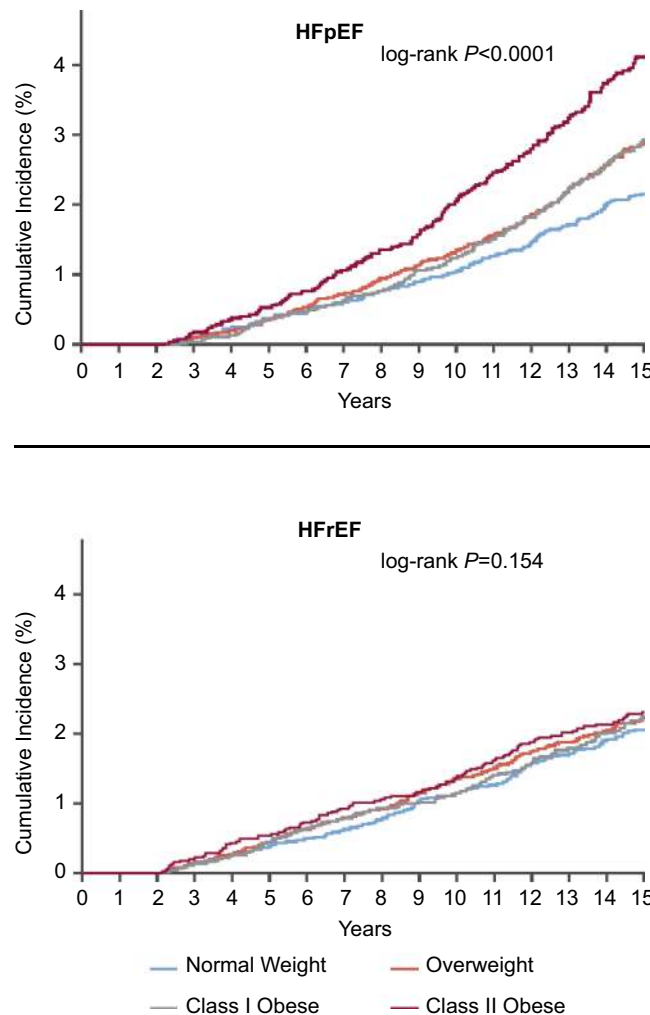 HFpEF
log-rank P<0.0001
Cumulative Incidence (%)
4
3
2
1
0
0 1 2 3 4 5 6 7 8 9 10 11 12 13 14 15
Years
HFrEF
log-rank P=0.154
Cumulative Incidence (%)
4
3
2
1
0
0 1 2 3 4 5 6 7 8 9 10 11 12 13 14 15
Years
Normal Weight Overweight
Class I Obese Class II Obese